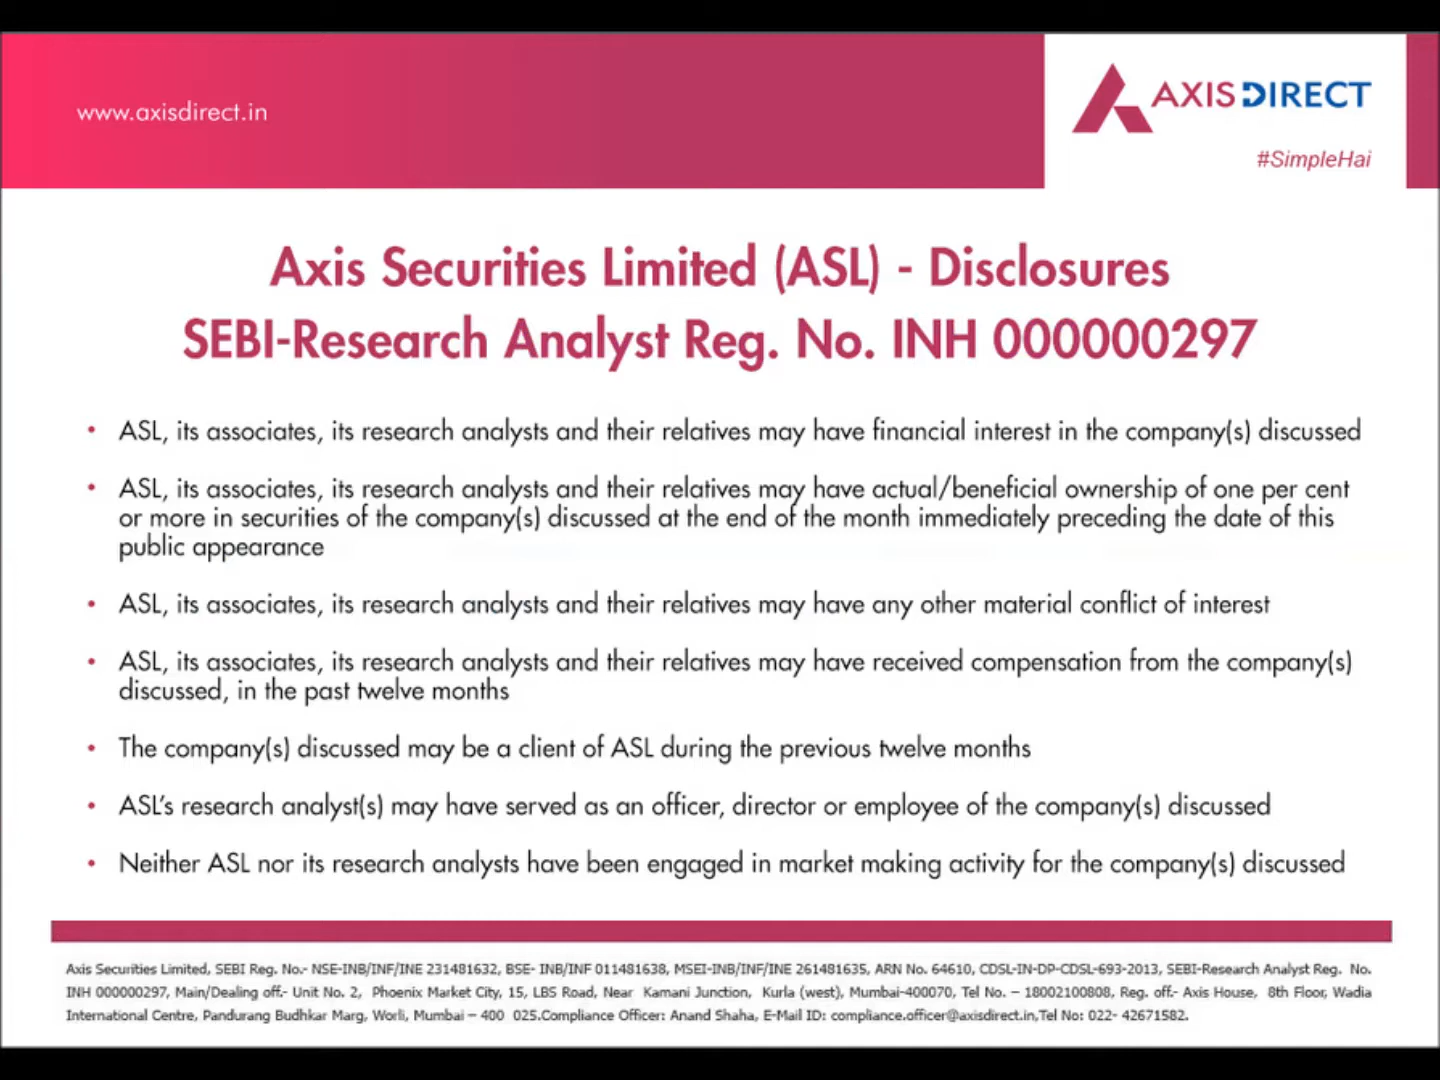 www.axisdirect.in
AXIS DIRECT
#SimpleHai
Axis Securities Limited (ASL) - Disclosures
SEBI-Research Analyst Reg. No. INH 000000297
• ASL, its associates, its research analysts and their relatives may have financial interest in the company(s) discussed
• ASL, its associates, its research analysts and their relatives may have actual/beneficial ownership of one per cent
or more in securities of the company(s) discussed at the end of the month immediately preceding the date of this
public appearance
• ASL, its associates, its research analysts and their relatives may have any other material conflict of interest
• ASL, its associates, its research analysts and their relatives may have received compensation from the company(s)
discussed, in the past twelve months
• The company(s) discussed may be a client of ASL during the previous twelve months
• ASL's research analyst(s) may have served as an officer, director or employee of the company(s) discussed
• Neither ASL nor its research analysts have been engaged in market making activity for the company(s) discussed
Axis Securities Limited, SEBI Reg. No.- NSE-INB/INF/INE 231481632, BSE- INB/INF 011481638, MSEI-INB/INF/INE 261481635, ARN No. 64610, CDSL-IN-DP-CDSL-693-2013, SEBI-Research Analyst Reg. No.
INH 000000297, Main/Dealing off.- Unit No. 2, Phoenix Market City, 15, LBS Road, Near Kamani Junction, Kurla (west), Mumbai-400070, Tel No. – 18002100808, Reg. off.- Axis House, 8th Floor, Wadia
International Centre, Pandurang Budhkar Marg, Worli, Mumbai – 400 025.Compliance Officer: Anand Shaha, E-Mail ID: compliance.officer@axisdirect.in,Tel No: 022- 42671582.